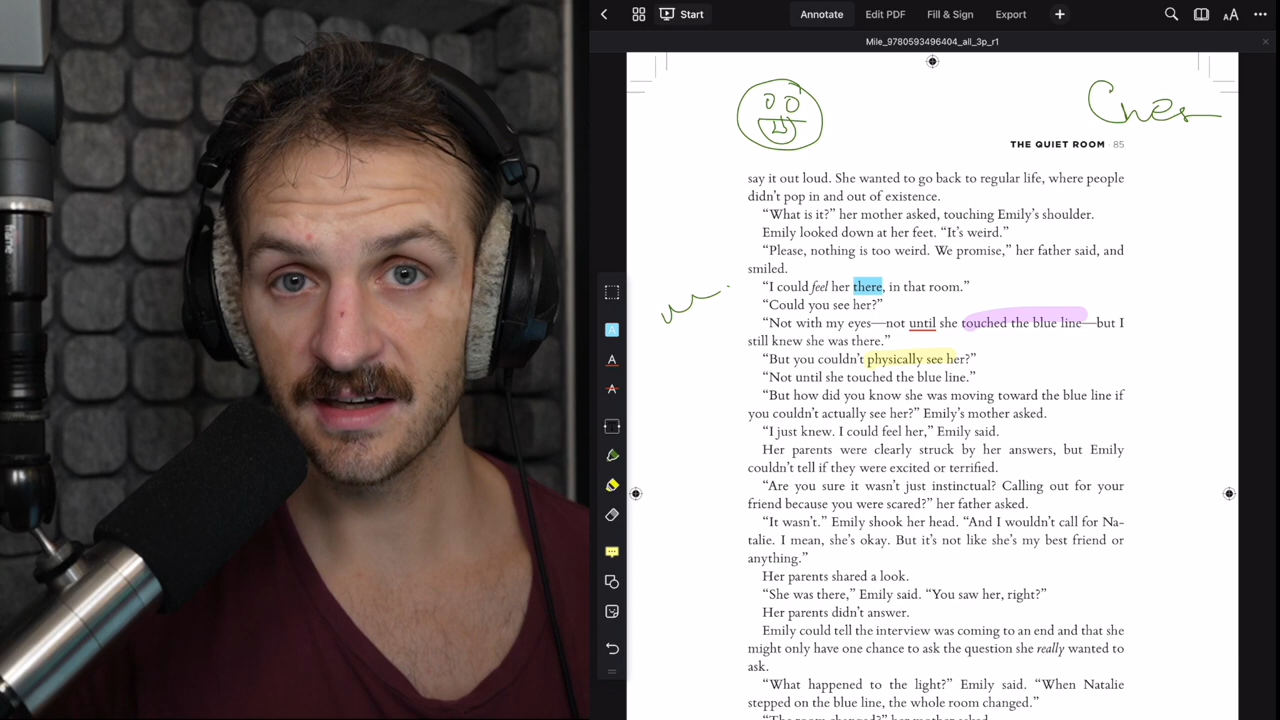 Start
Annotate
Edit PDF
Fill & Sign
Export
Mile_9780593496404_all_3p_r1
THE QUIET ROOM · 85
say it out loud. She wanted to go back to regular life, where people
didn’t pop in and out of existence.
“What is it?” her mother asked, touching Emily’s shoulder.
Emily looked down at her feet. “It’s weird.”
“Please, nothing is too weird. We promise,” her father said, and
smiled.
“I could feel her there, in that room.”
“Could you see her?”
“Not with my eyes—not until she touched the blue line—but I
still knew she was there.”
“But you couldn’t physically see her?”
“Not until she touched the blue line.”
“But how did you know she was moving toward the blue line if
you couldn’t actually see her?” Emily’s mother asked.
“I just knew. I could feel her,” Emily said.
Her parents were clearly struck by her answers, but Emily
couldn’t tell if they were excited or terrified.
“Are you sure it wasn’t just instinctual? Calling out for your
friend because you were scared?” her father asked.
“It wasn’t.” Emily shook her head. “And I wouldn’t call for Na-
talie. I mean, she’s okay. But it’s not like she’s my best friend or
anything.”
Her parents shared a look.
“She was there,” Emily said. “You saw her, right?”
Her parents didn’t answer.
Emily could tell the interview was coming to an end and that she
might only have one chance to ask the question she really wanted to
ask.
“What happened to the light?” Emily said. “When Natalie
stepped on the blue line, the whole room changed.”
“The room changed?” her mother asked.